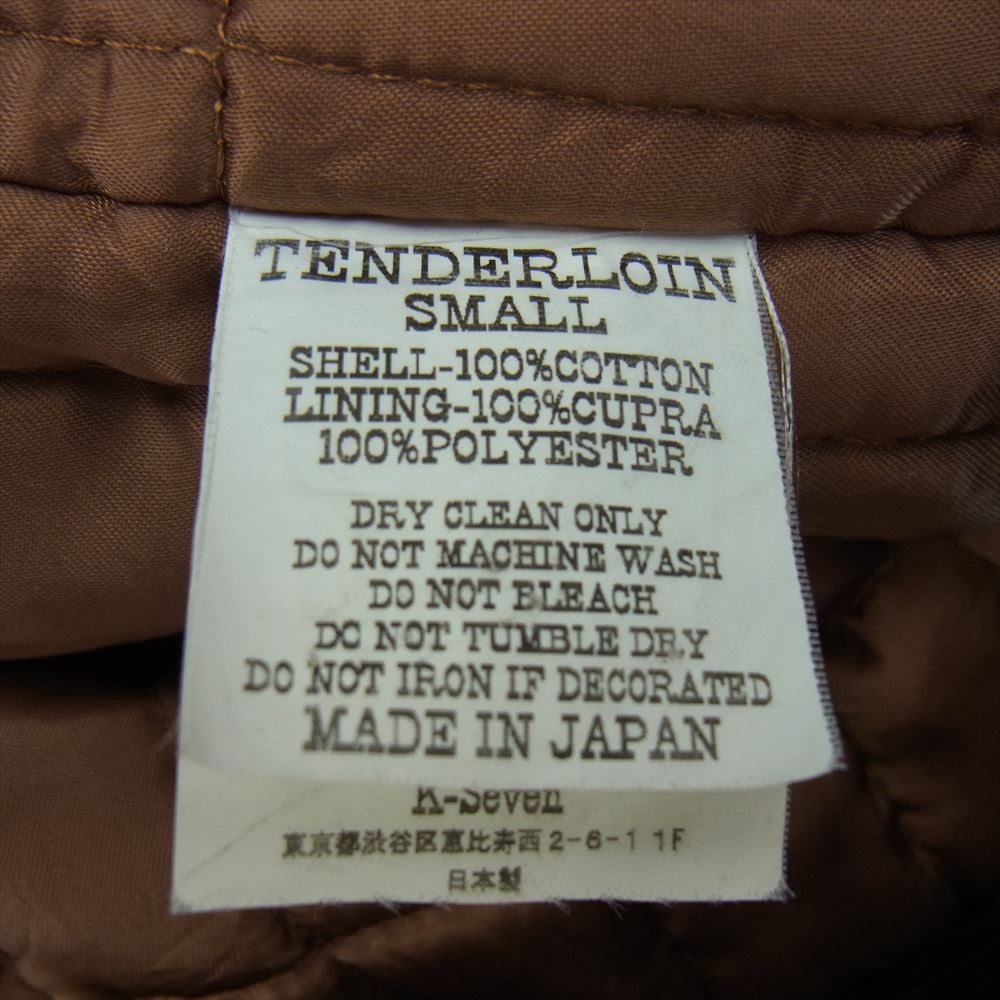 TENDERLOIN
SMALL
SHELL-100%COTTON
LINING-100%CUPRA
100%POLYESTER
DRY CLEAN ONLY
DO NOT MACHINE WASH
DO NOT BLEACH
DO NOT TUMBLE DRY
DO NOT IRON IF DECORATED
MADE IN JAPAN
K-Seven
東京都渋谷区恵比寿西2-6-1 1F
日本製